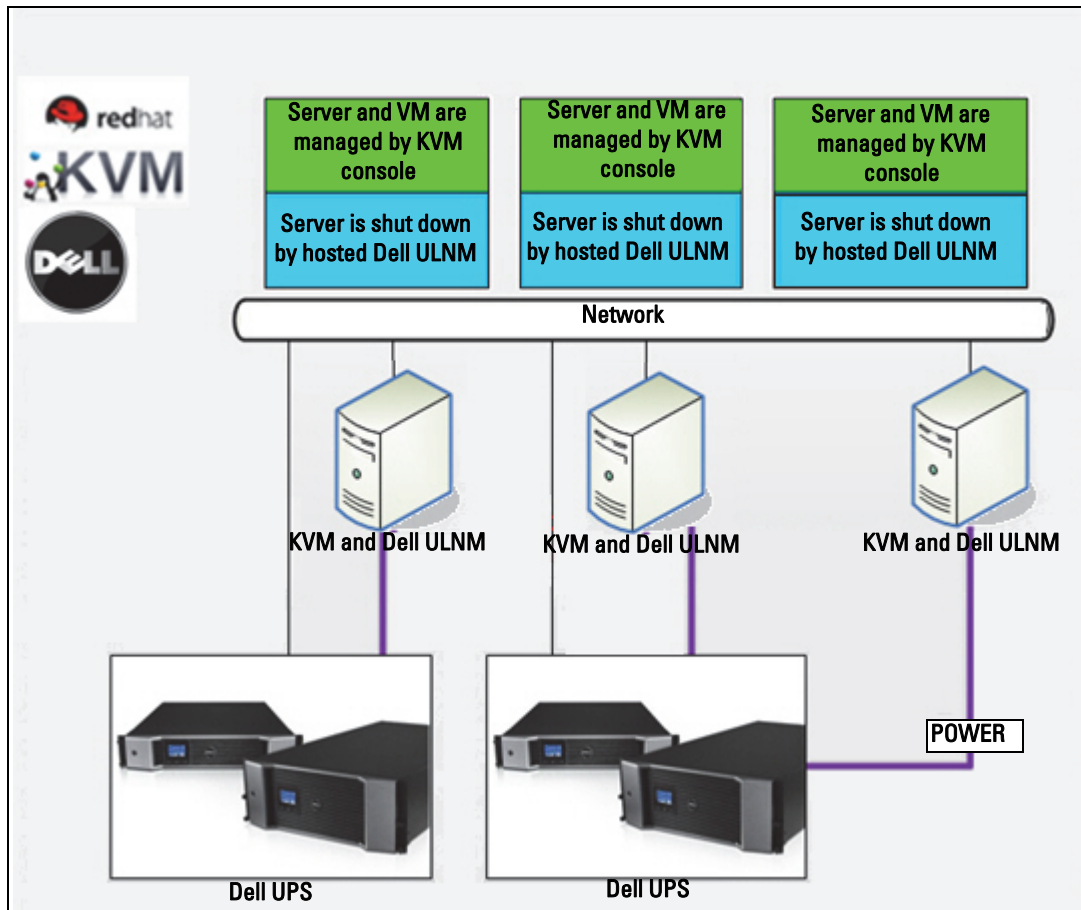 redhat
KVM
DELL
Server and VM are
managed by KVM
console
Server is shut down
by hosted Dell ULNM
Server and VM are
managed by KVM
console
Server is shut down
by hosted Dell ULNM
Server and VM are
managed by KVM
console
Server is shut down
by hosted Dell ULNM
Network
KVM and Dell ULNM
KVM and Dell ULNM
KVM and Dell ULNM
POWER
Dell UPS
Dell UPS